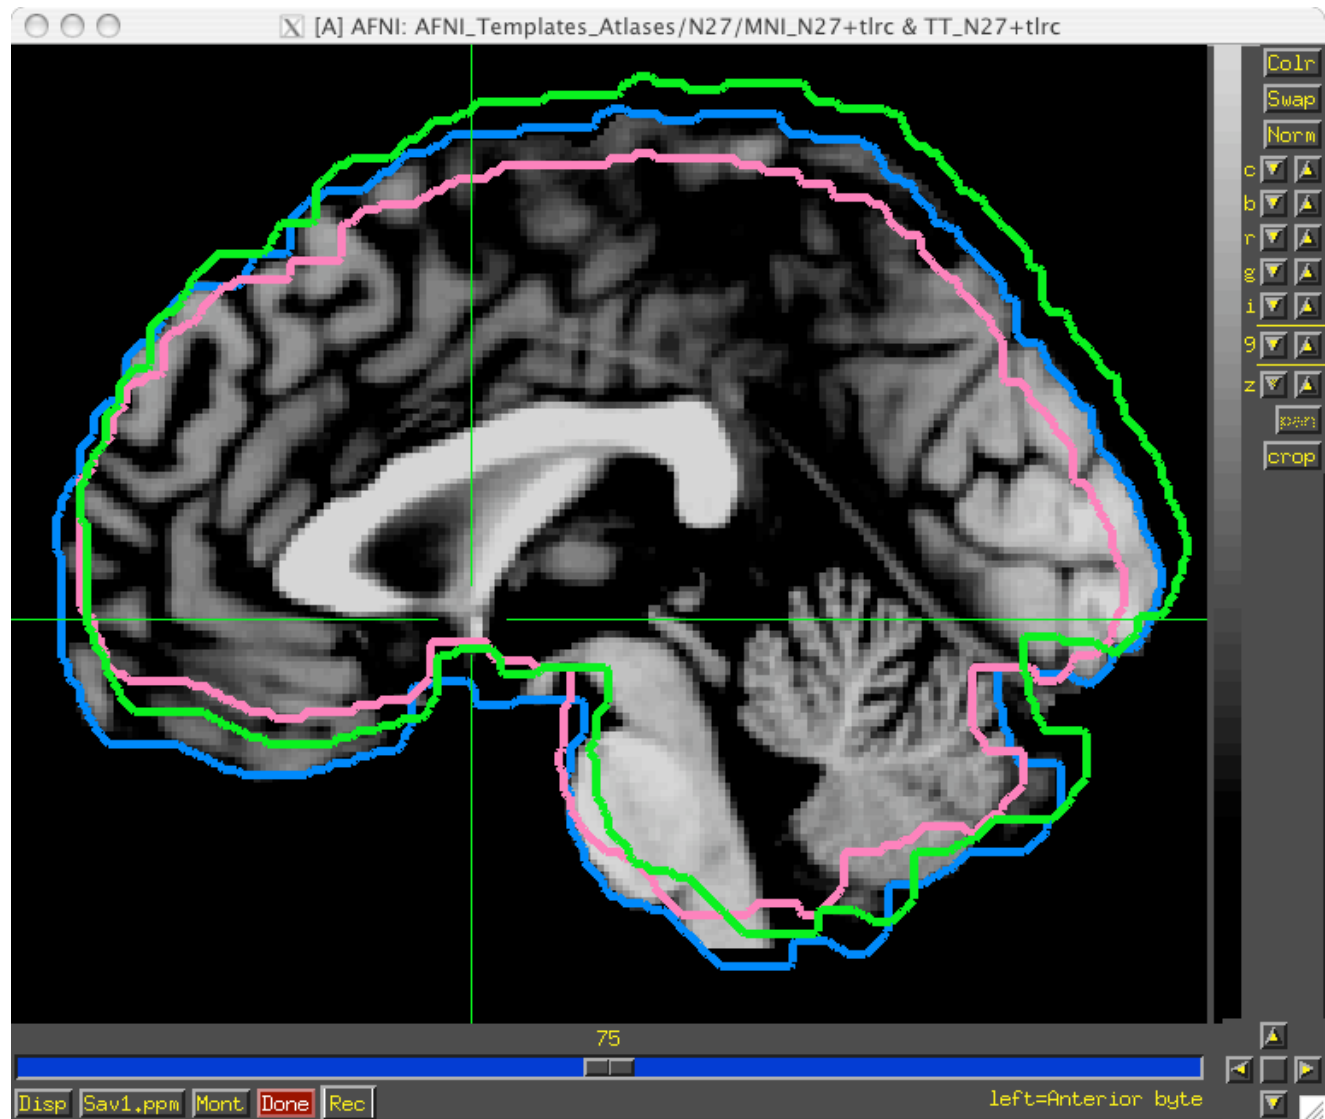 [A] AFNI: AFNI_Templates_Atlases/N27/MNI_N27+tlrc & TT_N27+tlrc
Colr
Swap
Norm
c
b
r
g
i
9
z
pan
crop
75
Disp Sav1.ppm Mont Done Rec left=Anterior byte